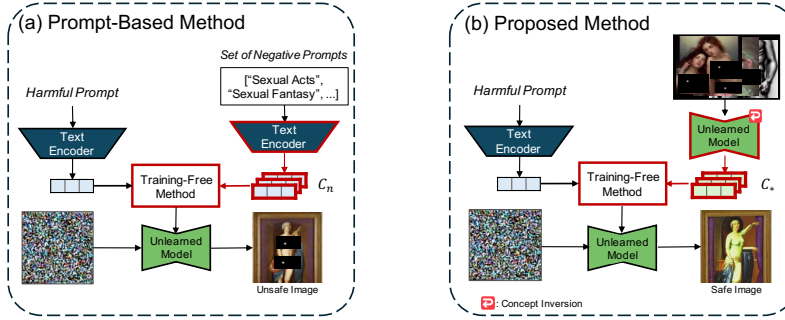 (a) Prompt-Based Method
Set of Negative Prompts
["Sexual Acts",
"Sexual Fantasy", ...]
Harmful Prompt
Text
Encoder
Text
Encoder
Training-Free
Method
C_n
Unlearned
Model
Unsafe Image
(b) Proposed Method
Harmful Prompt
Text
Encoder
Unlearned
Model
Training-Free
Method
C_*
Unlearned
Model
: Concept Inversion
Safe Image